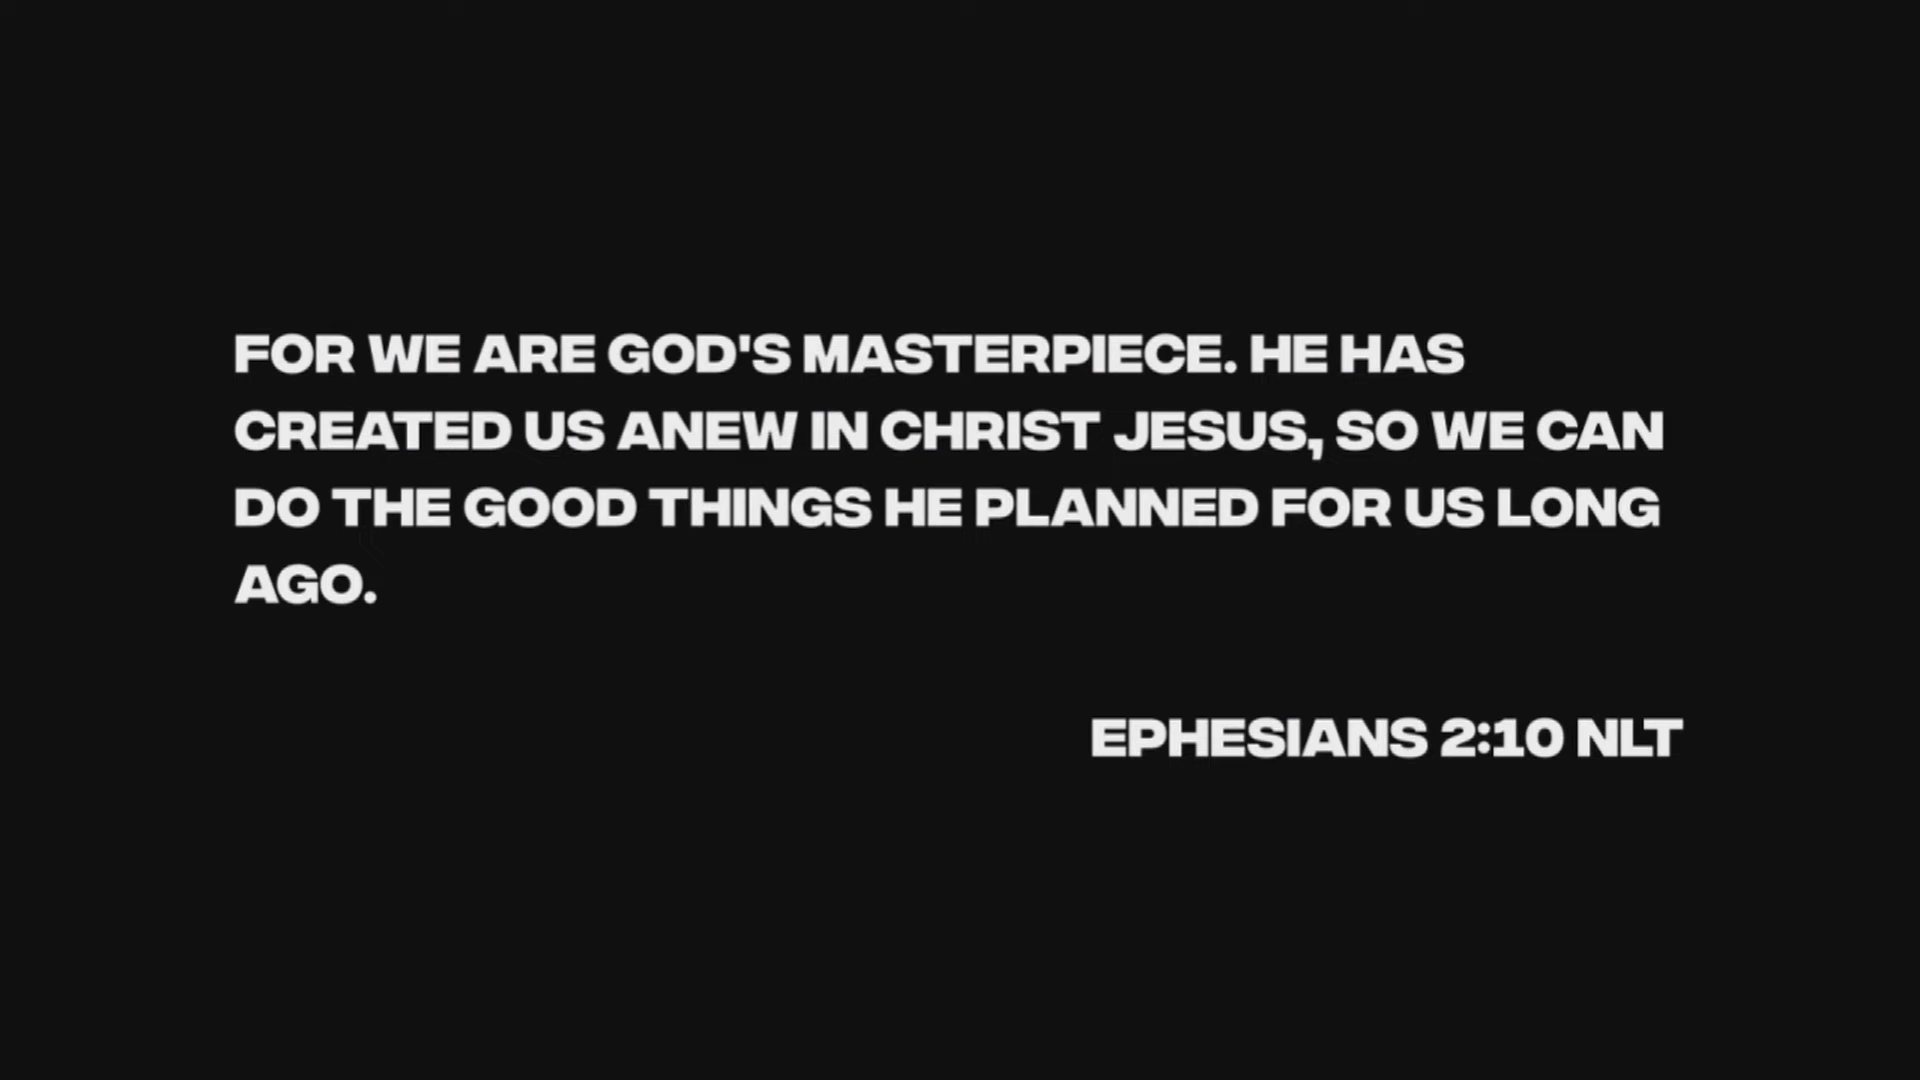 FOR WE ARE GOD'S MASTERPIECE. HE HAS
CREATED US ANEW IN CHRIST JESUS, SO WE CAN
DO THE GOOD THINGS HE PLANNED FOR US LONG
AGO.
EPHESIANS 2:10 NLT